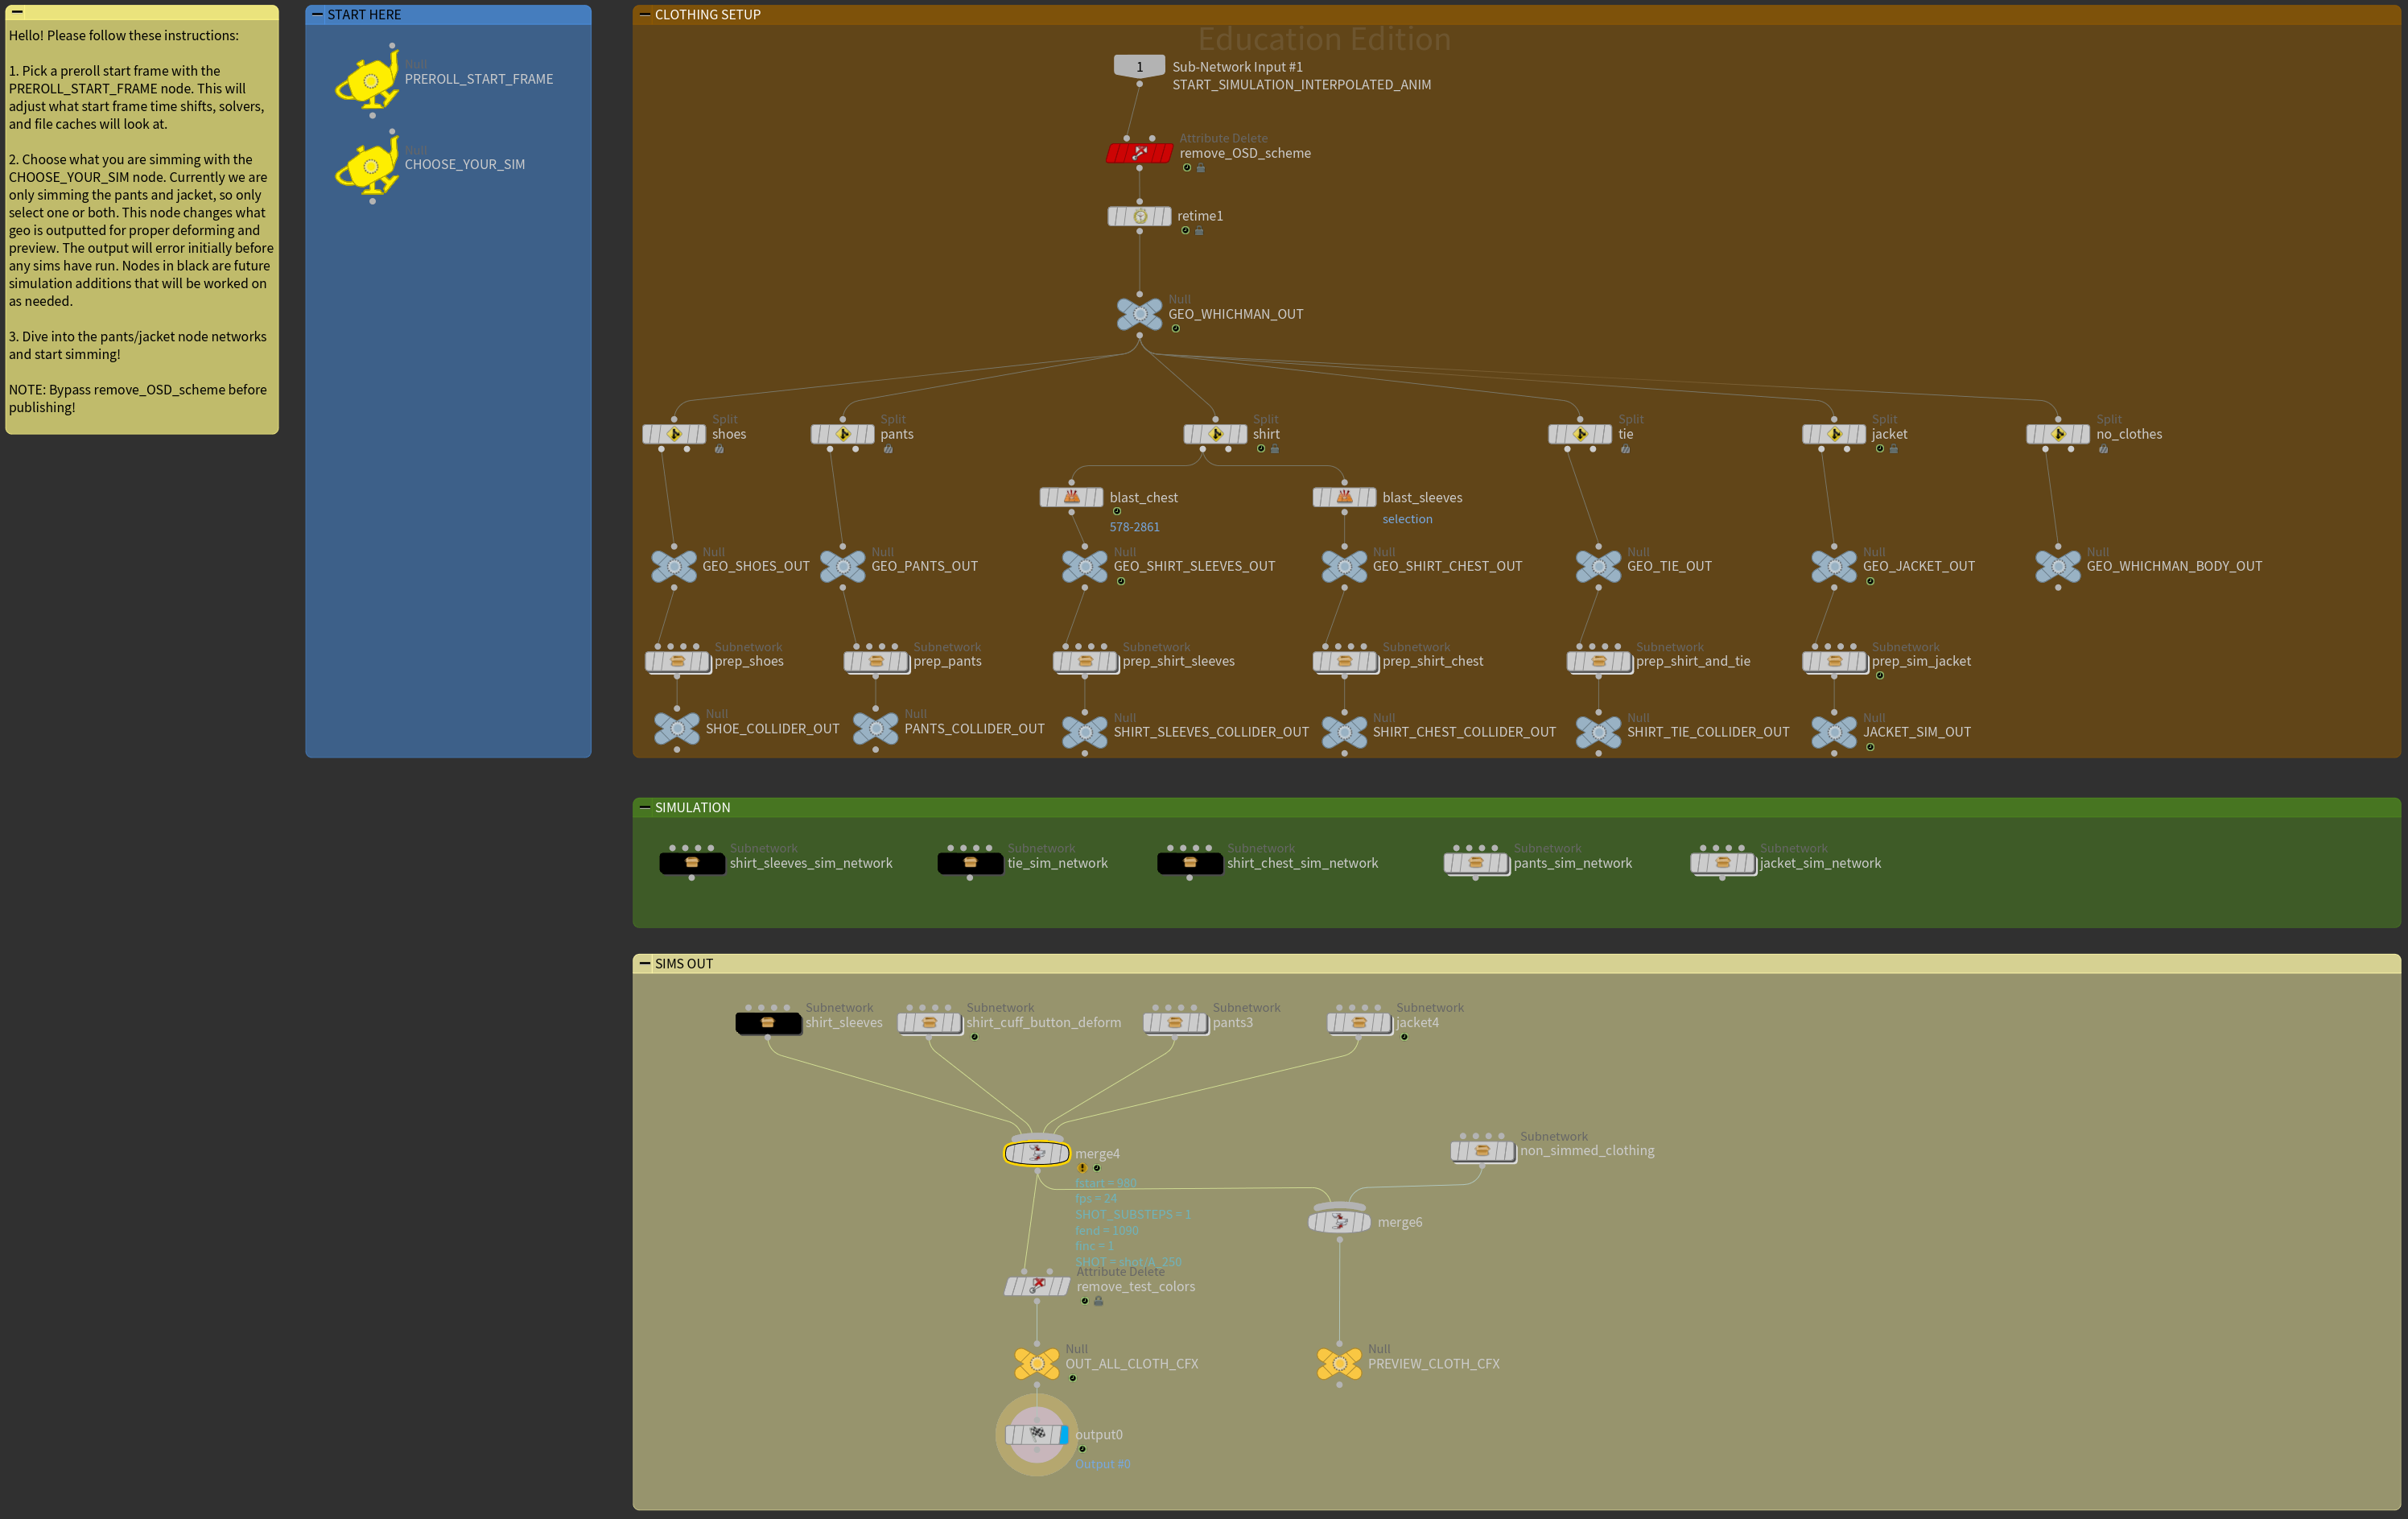 Hello! Please follow these instructions:
1. Pick a preroll start frame with the
PREROLL_START_FRAME node. This will
adjust what start frame time shifts, solvers,
and file caches will look at.
2. Choose what you are simming with the
CHOOSE_YOUR_SIM node. Currently we are
only simming the pants and jacket, so only
select one or both. This node changes what
geo is outputted for proper deforming and
preview. The output will error initially before
any sims have run. Nodes in black are future
simulation additions that will be worked on
as needed.
3. Dive into the pants/jacket node networks
and start simming!
NOTE: Bypass remove_OSD_scheme before
publishing!
START HERE
Null
PREROLL_START_FRAME
Null
CHOOSE_YOUR_SIM
CLOTHING SETUP
Education Edition
1
Sub-Network Input #1
START_SIMULATION_INTERPOLATED_ANIM
Attribute Delete
remove_OSD_scheme
retime1
Null
GEO_WHICHMAN_OUT
Split
shoes
Split
pants
Split
shirt
Split
tie
Split
jacket
Split
no_clothes
blast_chest
578-2861
blast_sleeves
selection
Null
GEO_SHOES_OUT
Null
GEO_PANTS_OUT
Null
GEO_SHIRT_SLEEVES_OUT
Null
GEO_SHIRT_CHEST_OUT
Null
GEO_TIE_OUT
Null
GEO_JACKET_OUT
Null
GEO_WHICHMAN_BODY_OUT
Subnetwork
prep_shoes
Subnetwork
prep_pants
Subnetwork
prep_shirt_sleeves
Subnetwork
prep_shirt_chest
Subnetwork
prep_shirt_and_tie
Subnetwork
prep_sim_jacket
Null
SHOE_COLLIDER_OUT
Null
PANTS_COLLIDER_OUT
Null
SHIRT_SLEEVES_COLLIDER_OUT
Null
SHIRT_CHEST_COLLIDER_OUT
Null
SHIRT_TIE_COLLIDER_OUT
Null
JACKET_SIM_OUT
SIMULATION
Subnetwork
shirt_sleeves_sim_network
Subnetwork
tie_sim_network
Subnetwork
shirt_chest_sim_network
Subnetwork
pants_sim_network
Subnetwork
jacket_sim_network
SIMS OUT
Subnetwork
shirt_sleeves
Subnetwork
shirt_cuff_button_deform
Subnetwork
pants3
Subnetwork
jacket4
merge4
fstart = 980
fps = 24
SHOT_SUBSTEPS = 1
fend = 1090
finc = 1
SHOT = shot/A_250
Subnetwork
non_simmed_clothing
merge6
Attribute Delete
remove_test_colors
Null
OUT_ALL_CLOTH_CFX
Null
PREVIEW_CLOTH_CFX
output0
Output #0